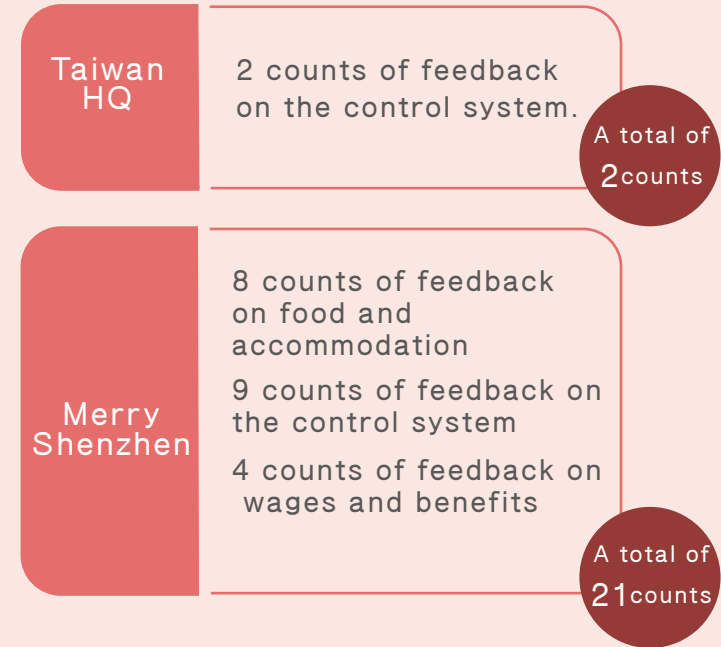 Taiwan
HQ
2 counts of feedback
on the control system.
A total of
2counts
Merry
Shenzhen
8 counts of feedback
on food and
accommodation
9 counts of feedback on
the control system
4 counts of feedback on
wages and benefits
A total of
21counts